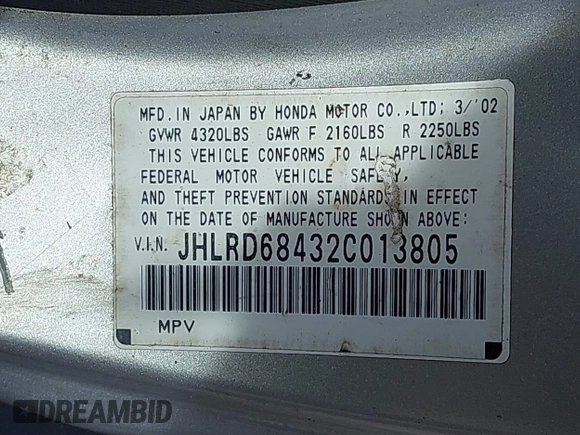 MFD. IN JAPAN BY HONDA MOTOR CO.,LTD; 3/'02
GVWR 4320LBS GAWR F 2160LBS R 2250LBS
THIS VEHICLE CONFORMS TO ALL APPLICABLE
FEDERAL MOTOR VEHICLE SAFETY,
AND THEFT PREVENTION STANDARDS IN EFFECT
ON THE DATE OF MANUFACTURE SHOWN ABOVE:
V.I.N. JHLRD68432C013805
MPV
DREAMBID